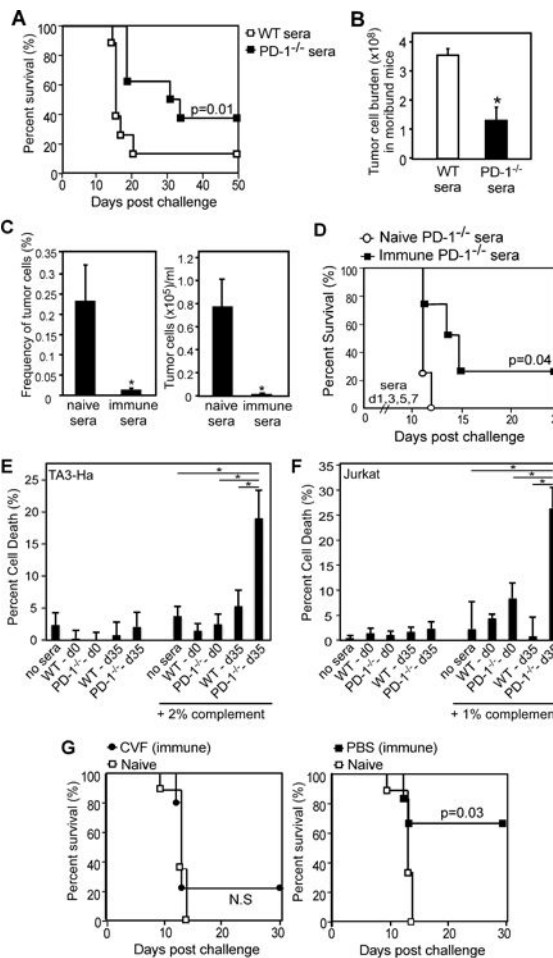 A
WT sera
PD-1-/- sera
100
80
60
40
20
0
Percent survival (%)
p=0.01
0 10 20 30 40 50
Days post challenge
B
Tumor cell burden (x10⁸)
in moribund mice
4
3
2
1
0
*
WT sera
PD-1-/- sera
C
Frequency of tumor cells (%)
0.35
0.3
0.25
0.2
0.15
0.1
0.05
0
*
naive sera
immune sera
Tumor cells (x10⁵)/ml
1.2
1.0
0.8
0.6
0.4
0.2
0
*
naive sera
immune sera
D
Naive PD-1-/- sera
Immune PD-1-/- sera
100
80
60
40
20
0
Percent Survival (%)
p=0.04
sera
d1,3,5,7
0 10 15 20
Days post challenge
E
TA3-Ha
Percent Cell Death (%)
25
20
15
10
5
0
*
*
*
no sera
WT - d0
PD-1-/- d0
WT - d35
PD-1-/- d35
no sera
WT - d0
PD-1-/- d0
WT - d35
PD-1-/- d35
+ 2% complement
F
Jurkat
Percent Cell Death (%)
35
30
25
20
15
10
5
0
*
*
*
no sera
WT - d0
PD-1-/- d0
WT - d35
PD-1-/- d35
no sera
WT - d0
PD-1-/- d0
WT - d35
PD-1-/- d35
+ 1% complement
G
CVF (immune)
Naive
100
80
60
40
20
0
Percent survival (%)
N.S
0 10 20 30
Days post challenge
PBS (immune)
Naive
100
80
60
40
20
0
Percent survival (%)
p=0.03
0 10 20 30
Days post challenge